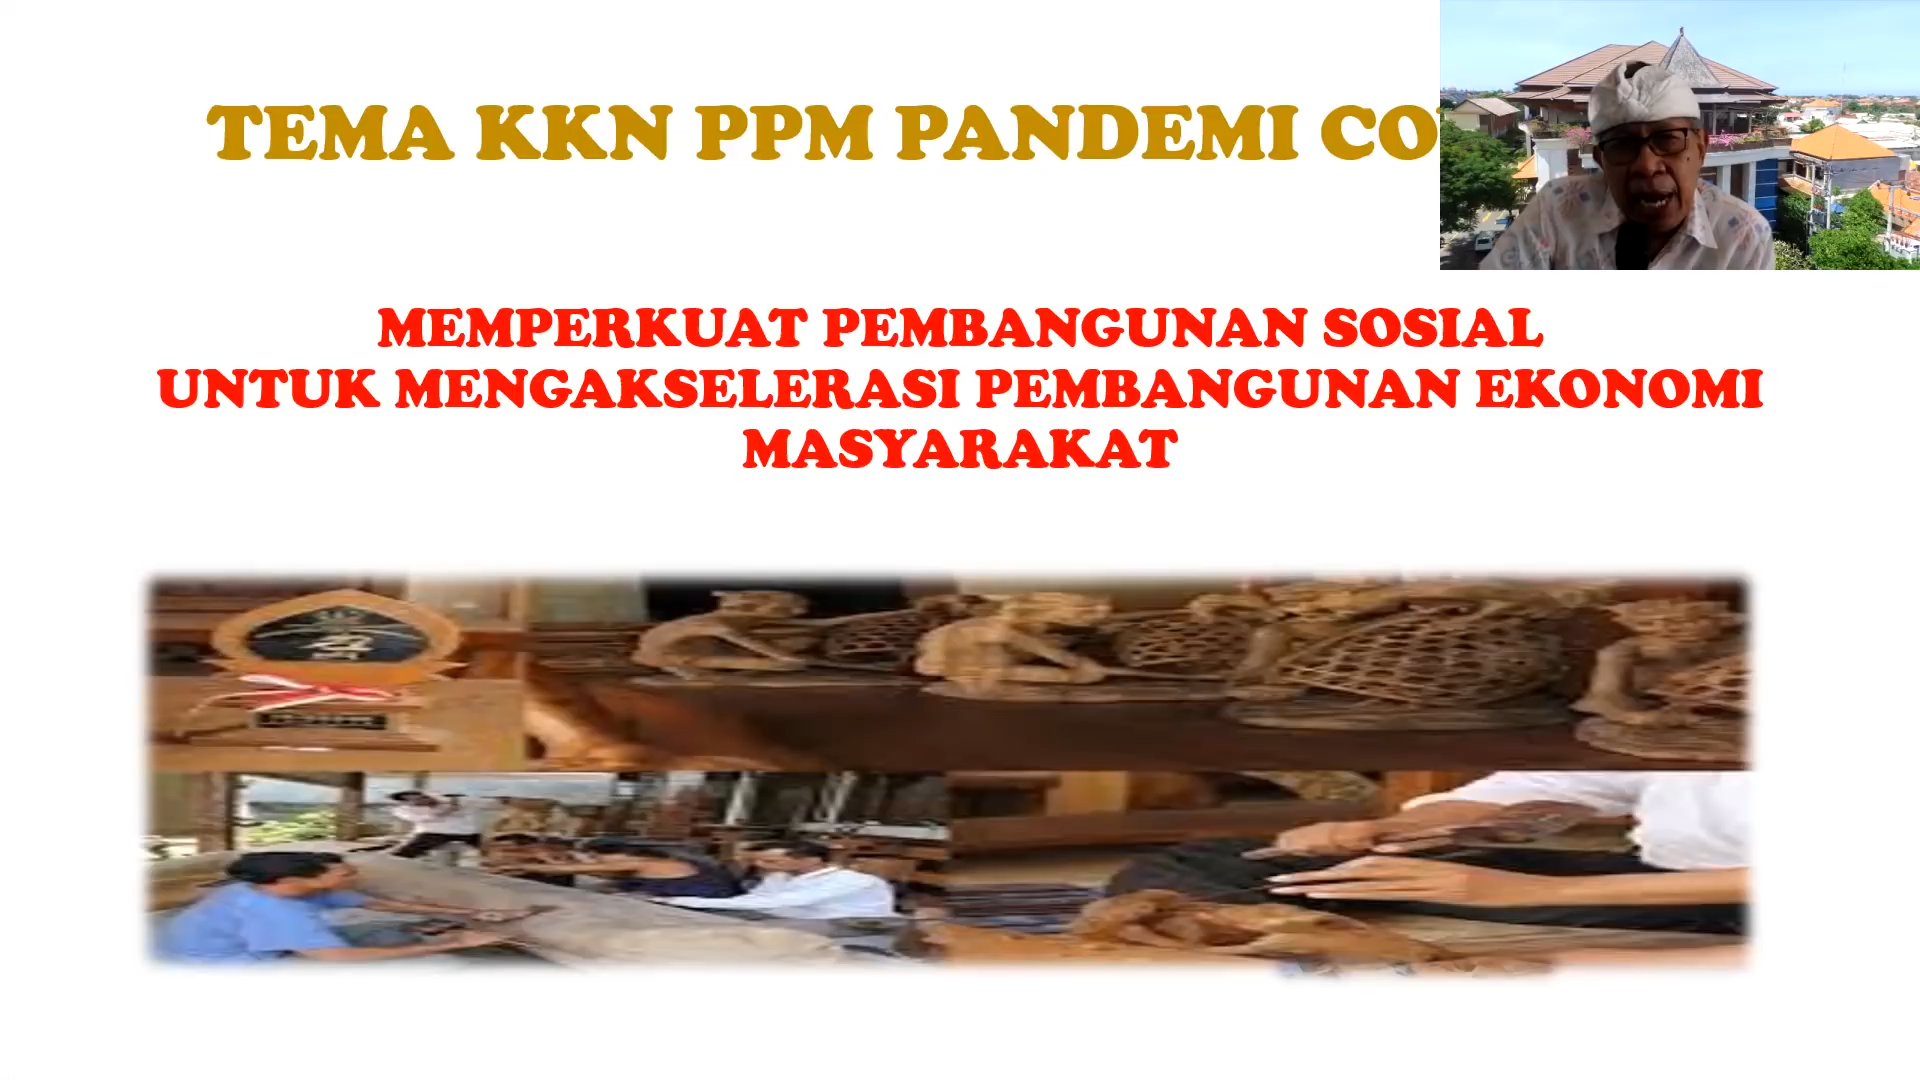 TEMA KKN PPM PANDEMI CO
MEMPERKUAT PEMBANGUNAN SOSIAL
UNTUK MENGAKSELERASI PEMBANGUNAN EKONOMI
MASYARAKAT